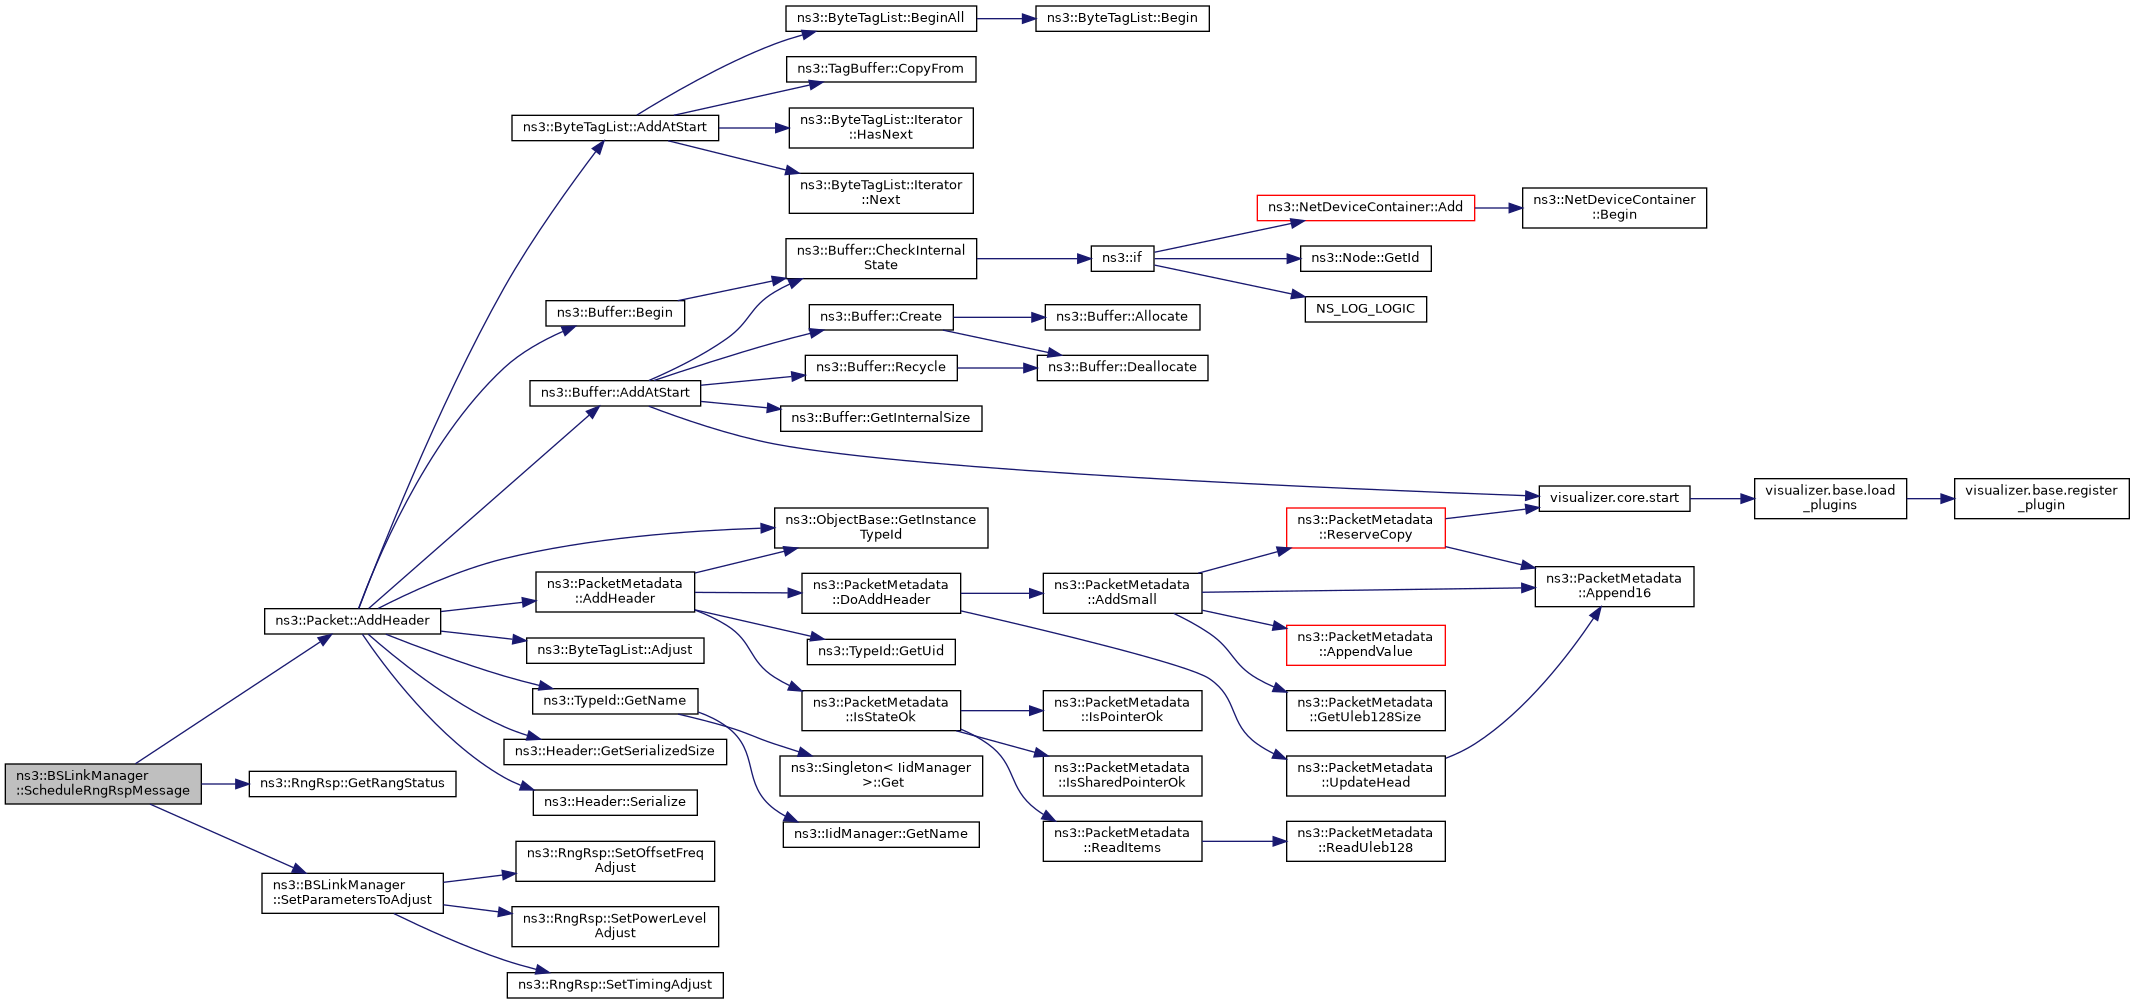 ns3::ByteTagList::BeginAll
ns3::ByteTagList::Begin
ns3::TagBuffer::CopyFrom
ns3::ByteTagList::AddAtStart
ns3::ByteTagList::Iterator
::HasNext
ns3::ByteTagList::Iterator
::Next
ns3::NetDeviceContainer::Add
ns3::NetDeviceContainer
::Begin
ns3::Buffer::CheckInternal
State
ns3::if
ns3::Node::GetId
NS_LOG_LOGIC
ns3::Buffer::Begin
ns3::Buffer::Create
ns3::Buffer::Allocate
ns3::Buffer::Recycle
ns3::Buffer::Deallocate
ns3::Buffer::AddAtStart
ns3::Buffer::GetInternalSize
visualizer.core.start
visualizer.base.load
_plugins
visualizer.base.register
_plugin
ns3::ObjectBase::GetInstance
TypeId
ns3::PacketMetadata
::ReserveCopy
ns3::PacketMetadata
::AddHeader
ns3::PacketMetadata
::DoAddHeader
ns3::PacketMetadata
::AddSmall
ns3::PacketMetadata
::Append16
ns3::Packet::AddHeader
ns3::ByteTagList::Adjust
ns3::TypeId::GetUid
ns3::PacketMetadata
::AppendValue
ns3::TypeId::GetName
ns3::PacketMetadata
::IsStateOk
ns3::PacketMetadata
::IsPointerOk
ns3::PacketMetadata
::GetUleb128Size
ns3::Header::GetSerializedSize
ns3::Singleton< IidManager
>::Get
ns3::PacketMetadata
::IsSharedPointerOk
ns3::PacketMetadata
::UpdateHead
ns3::BSLinkManager
::ScheduleRngRspMessage
ns3::RngRsp::GetRangStatus
ns3::Header::Serialize
ns3::IidManager::GetName
ns3::PacketMetadata
::ReadItems
ns3::PacketMetadata
::ReadUleb128
ns3::RngRsp::SetOffsetFreq
Adjust
ns3::BSLinkManager
::SetParametersToAdjust
ns3::RngRsp::SetPowerLevel
Adjust
ns3::RngRsp::SetTimingAdjust